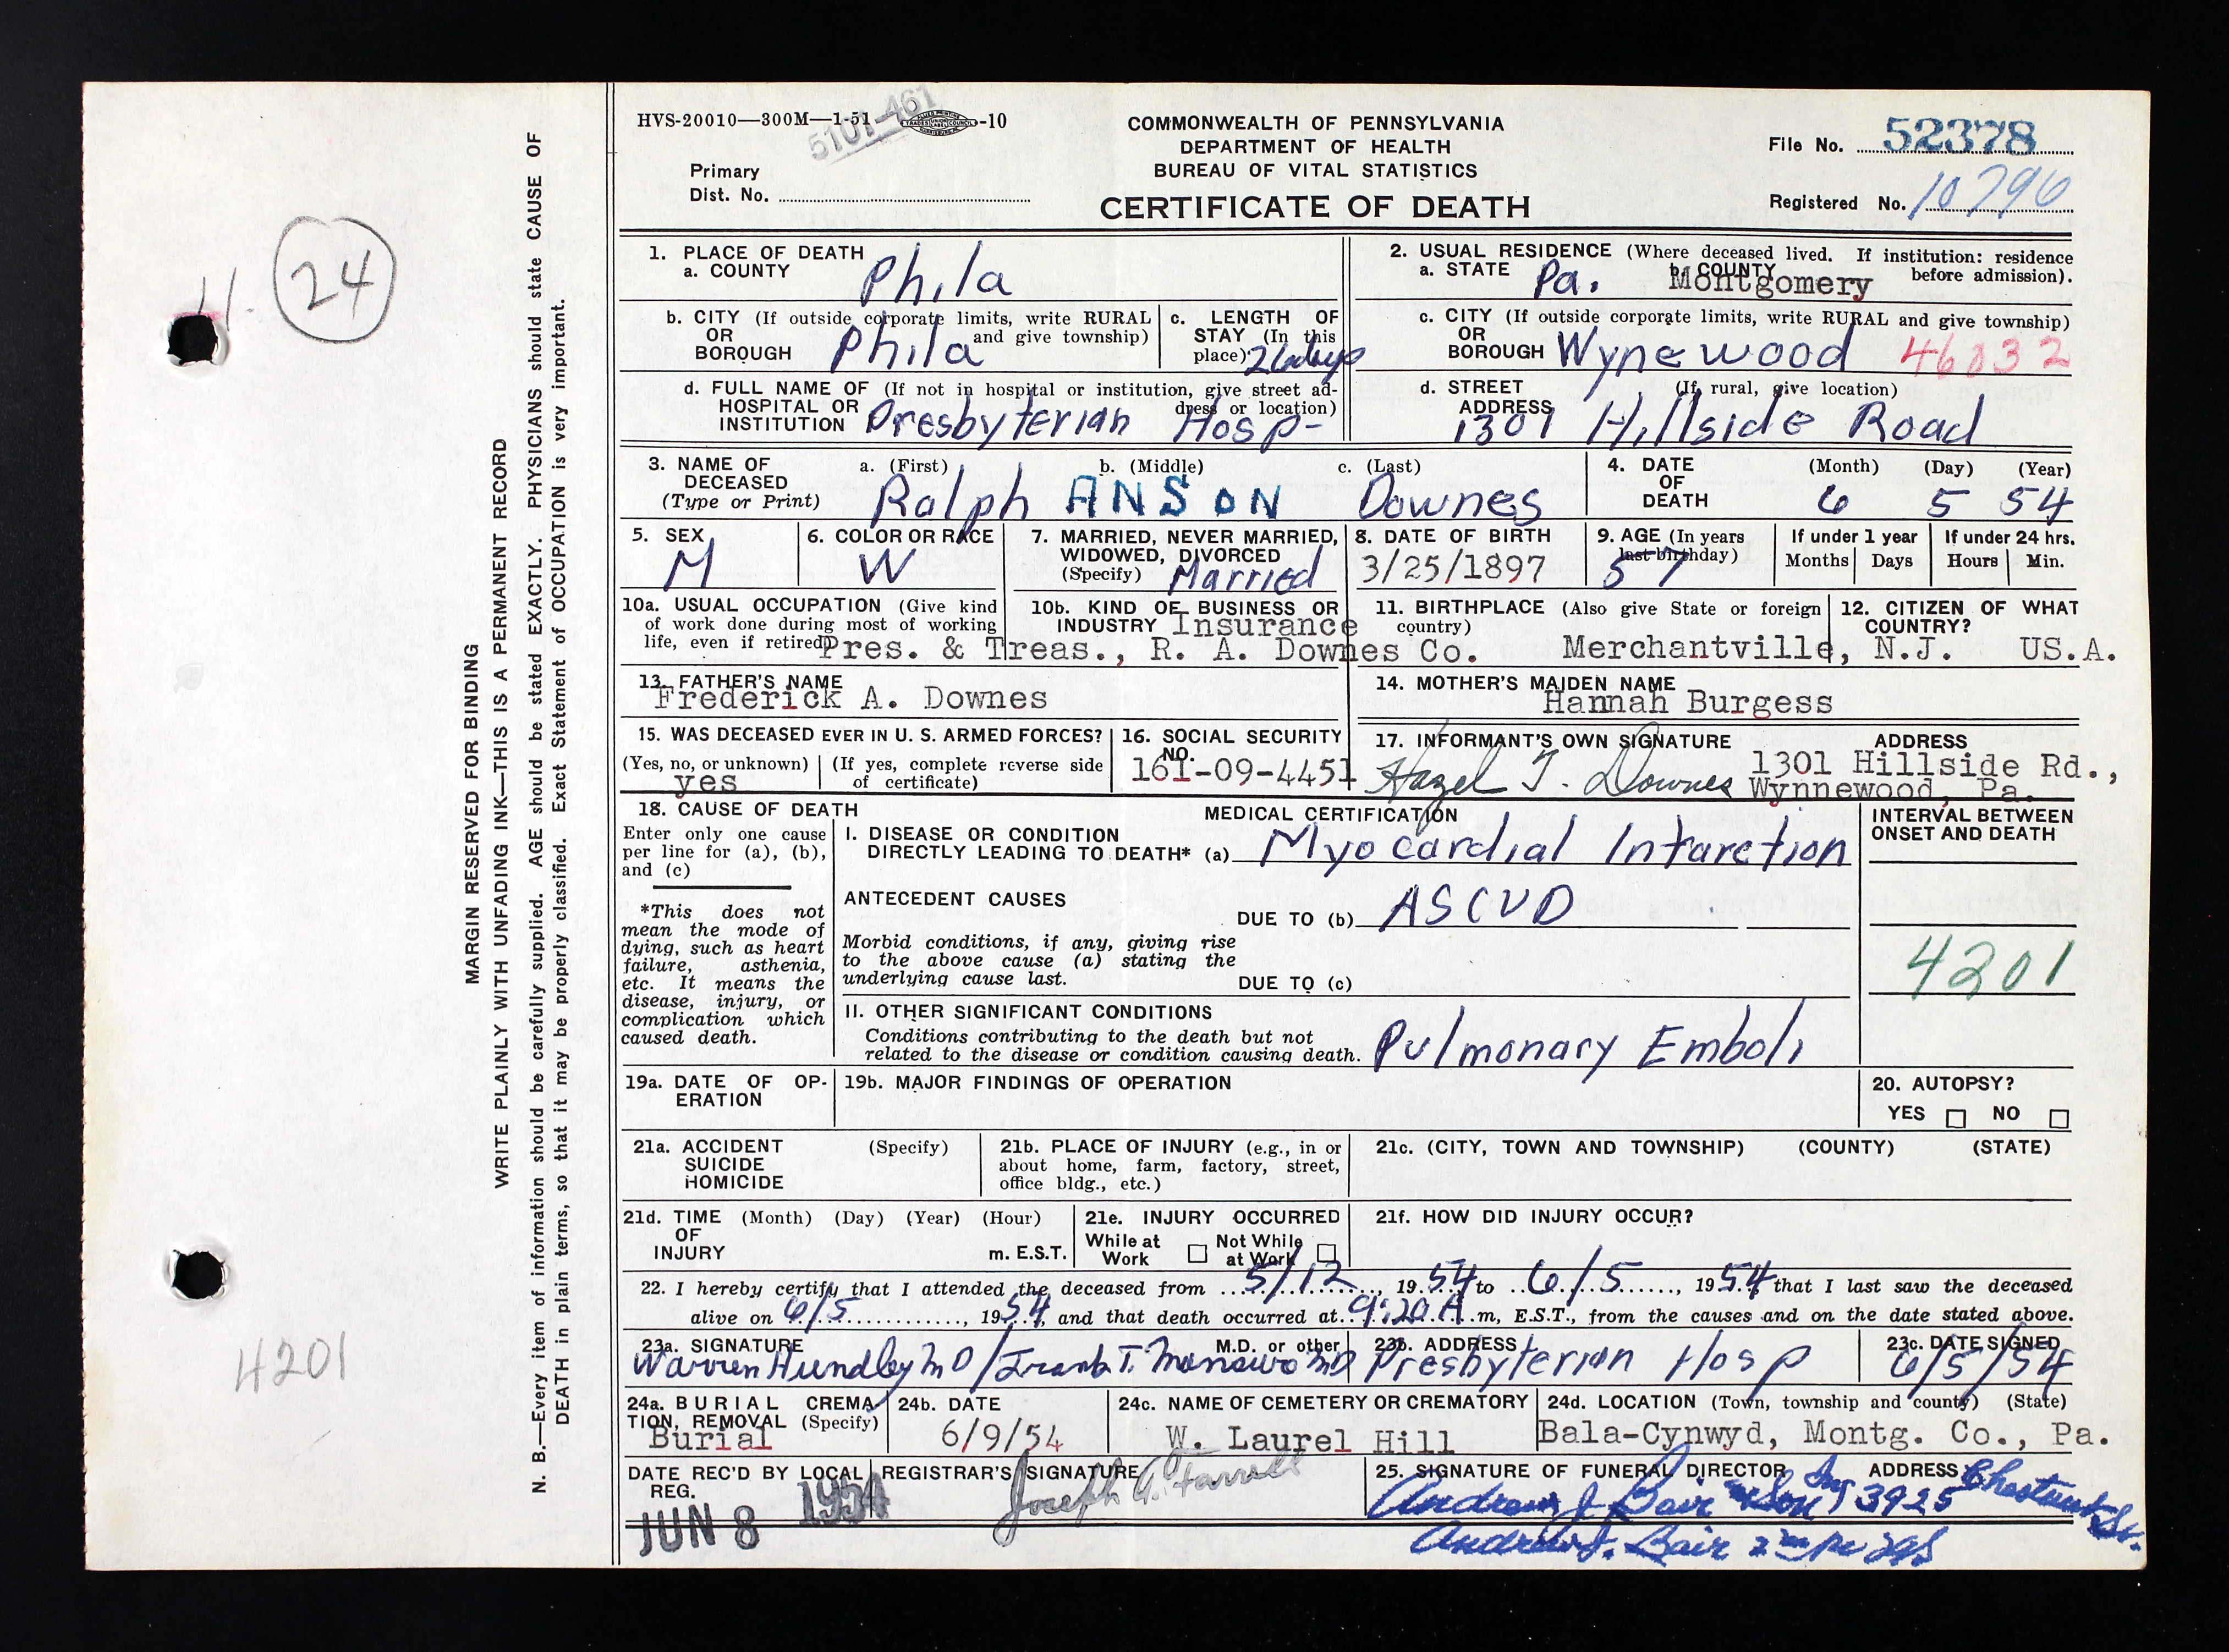 HVS-20010—300M—1-51 -10
5101-461
COMMONWEALTH OF PENNSYLVANIA
DEPARTMENT OF HEALTH
BUREAU OF VITAL STATISTICS
CERTIFICATE OF DEATH
Primary
Dist. No.
File No. 52378
Registered No. 10796
24
1. PLACE OF DEATH
a. COUNTY Phila
b. CITY (If outside corporate limits, write RURAL
OR and give township)
BOROUGH Phila
c. LENGTH OF
STAY (In this
place)
d. FULL NAME OF (If not in hospital or institution, give street ad-
HOSPITAL OR dress or location)
INSTITUTION Presbyterian Hosp-
2. USUAL RESIDENCE (Where deceased lived. If institution: residence
a. STATE Pa. b. COUNTY Montgomery before admission).
c. CITY (If outside corporate limits, write RURAL and give township)
OR
BOROUGH Wynewood 46032
d. STREET (If rural, give location)
ADDRESS
1301 Hillside Road
3. NAME OF a. (First) b. (Middle) c. (Last)
DECEASED
(Type or Print) Ralph ANSON Downes
4. DATE (Month) (Day) (Year)
OF
DEATH 6 5 54
5. SEX
M
6. COLOR OR RACE
W
7. MARRIED, NEVER MARRIED,
WIDOWED, DIVORCED
(Specify) Married
8. DATE OF BIRTH
3/25/1897
9. AGE (In years
last birthday)
57
If under 1 year
Months Days
If under 24 hrs.
Hours Min.
10a. USUAL OCCUPATION (Give kind
of work done during most of working
life, even if retired) Pres. & Treas., R. A. Downes Co.
10b. KIND OF BUSINESS OR
INDUSTRY Insurance
11. BIRTHPLACE (Also give State or foreign
country)
Merchantville, N.J.
12. CITIZEN OF WHAT
COUNTRY?
US.A.
13. FATHER'S NAME
Frederick A. Downes
14. MOTHER'S MAIDEN NAME
Hannah Burgess
15. WAS DECEASED EVER IN U. S. ARMED FORCES?
(Yes, no, or unknown) (If yes, complete reverse side
yes of certificate)
16. SOCIAL SECURITY
NO.
161-09-4451
17. INFORMANT'S OWN SIGNATURE ADDRESS
Hazel T. Downes 1301 Hillside Rd.,
Wynnewood, Pa.
18. CAUSE OF DEATH
Enter only one cause
per line for (a), (b),
and (c)
*This does not
mean the mode of
dying, such as heart
failure, asthenia,
etc. It means the
disease, injury, or
complication which
caused death.
MEDICAL CERTIFICATION
I. DISEASE OR CONDITION
DIRECTLY LEADING TO DEATH* (a) Myocardial Infarction
ANTECEDENT CAUSES
DUE TO (b) ASCVD
Morbid conditions, if any, giving rise
to the above cause (a) stating the
underlying cause last.
DUE TO (c)
II. OTHER SIGNIFICANT CONDITIONS
Conditions contributing to the death but not
related to the disease or condition causing death. Pulmonary Emboli
INTERVAL BETWEEN
ONSET AND DEATH
4201
19a. DATE OF OP-
ERATION
19b. MAJOR FINDINGS OF OPERATION
20. AUTOPSY?
YES NO
21a. ACCIDENT (Specify)
SUICIDE
HOMICIDE
21b. PLACE OF INJURY (e.g., in or
about home, farm, factory, street,
office bldg., etc.)
21c. (CITY, TOWN AND TOWNSHIP) (COUNTY) (STATE)
21d. TIME (Month) (Day) (Year) (Hour)
OF
INJURY m. E.S.T.
21e. INJURY OCCURRED
While at Not While
Work at Work
21f. HOW DID INJURY OCCUR?
22. I hereby certify that I attended the deceased from 5/12, 1954 to 6/5, 1954, that I last saw the deceased
alive on 6/5, 1954, and that death occurred at 9:20 A.m, E.S.T., from the causes and on the date stated above.
23a. SIGNATURE M.D. or other
Warren Hundley MD/Frank T. MD
23b. ADDRESS
Presbyterian Hosp
23c. DATE SIGNED
6/5/54
24a. BURIAL CREMA-
TION, REMOVAL (Specify)
Burial
24b. DATE
6/9/54
24c. NAME OF CEMETERY OR CREMATORY
W. Laurel Hill
24d. LOCATION (Town, township and county) (State)
Bala-Cynwyd, Montg. Co., Pa.
DATE REC'D BY LOCAL
REG.
JUN 8 1954
REGISTRAR'S SIGNATURE
Joseph A. Farrell
25. SIGNATURE OF FUNERAL DIRECTOR ADDRESS
Andrew J. Bair & Son Inc 3925 Chestnut St.
Andrew J. Bair 2nd
MARGIN RESERVED FOR BINDING
WRITE PLAINLY WITH UNFADING INK—THIS IS A PERMANENT RECORD
N. B.—Every item of information should be carefully supplied. AGE should be stated EXACTLY. PHYSICIANS should state CAUSE OF
DEATH in plain terms, so that it may be properly classified. Exact Statement of OCCUPATION is very important.
4201